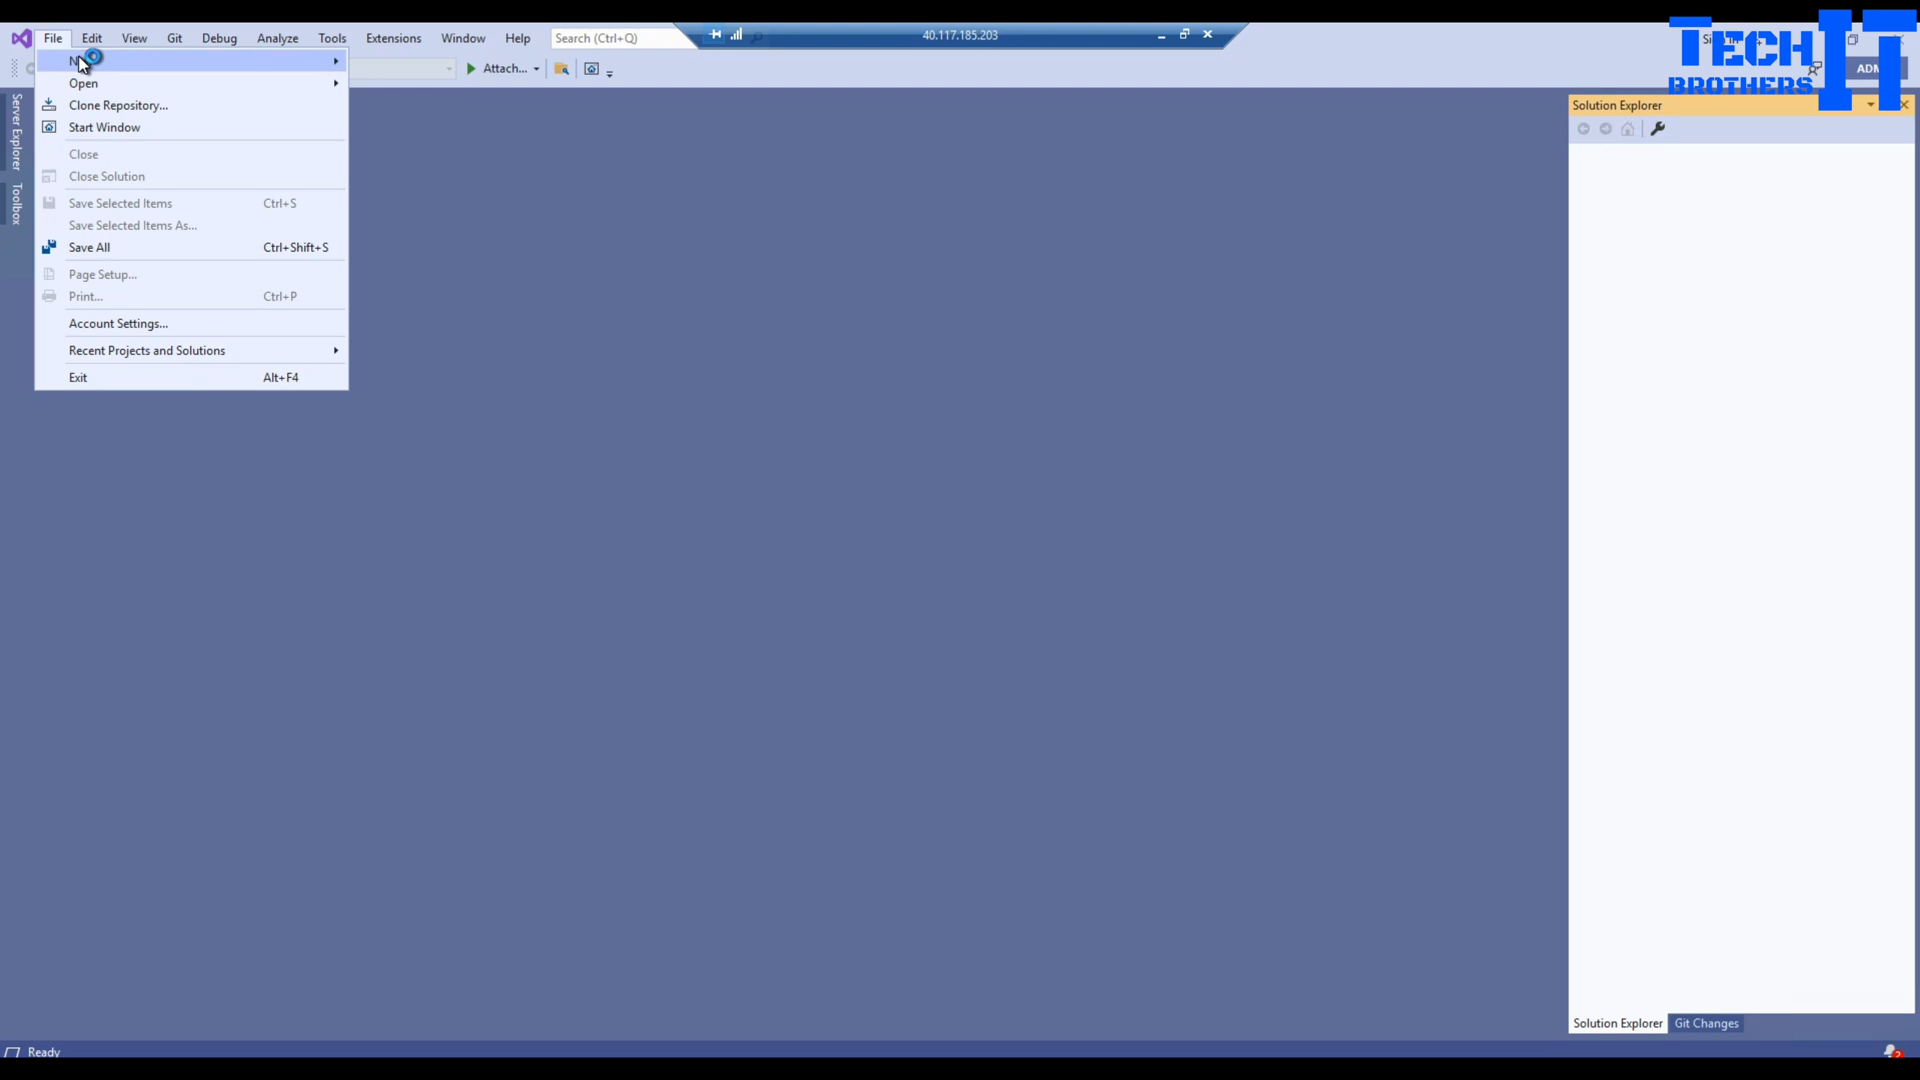 File Edit View Git Debug Analyze Tools Extensions Window Help Search (Ctrl+Q)
40.117.185.203
TECH IT
BROTHERS
Attach...
Open
Clone Repository...
Start Window
Close
Close Solution
Save Selected Items Ctrl+S
Save Selected Items As...
Save All Ctrl+Shift+S
Page Setup...
Print... Ctrl+P
Account Settings...
Recent Projects and Solutions
Exit Alt+F4
Server Explorer
Toolbox
Solution Explorer
Solution Explorer Git Changes
Ready
2